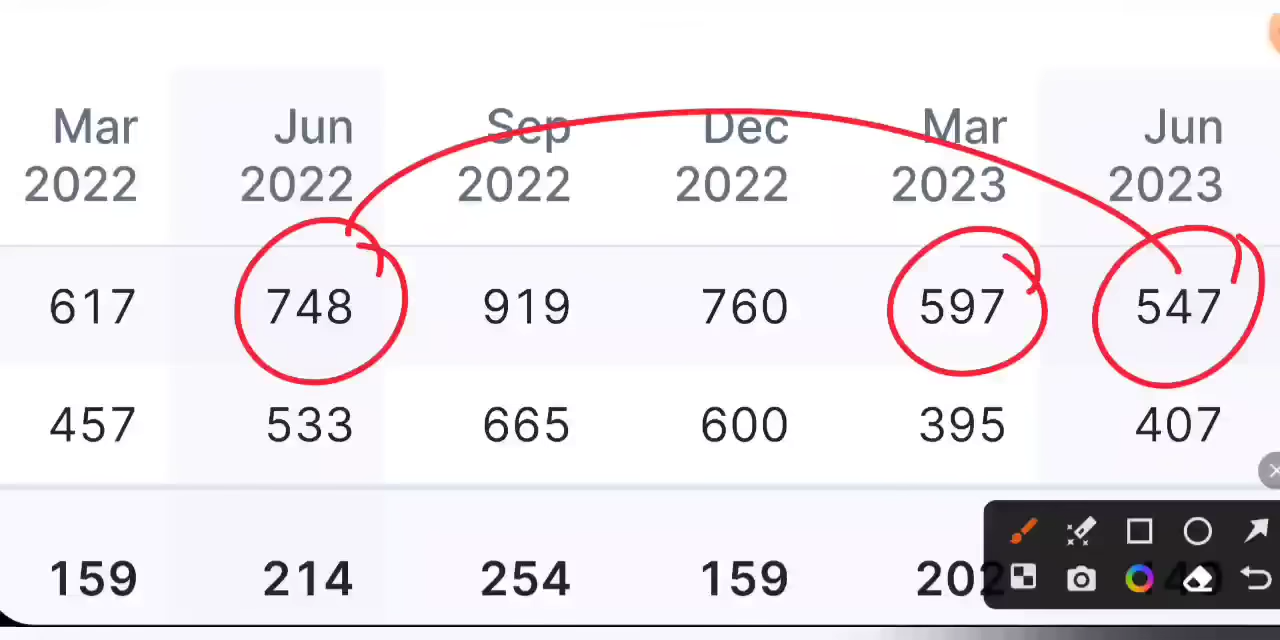 Mar Jun Sep Dec Mar Jun
2022 2022 2022 2022 2023 2023
617 748 919 760 597 547
457 533 665 600 395 407
159 214 254 159